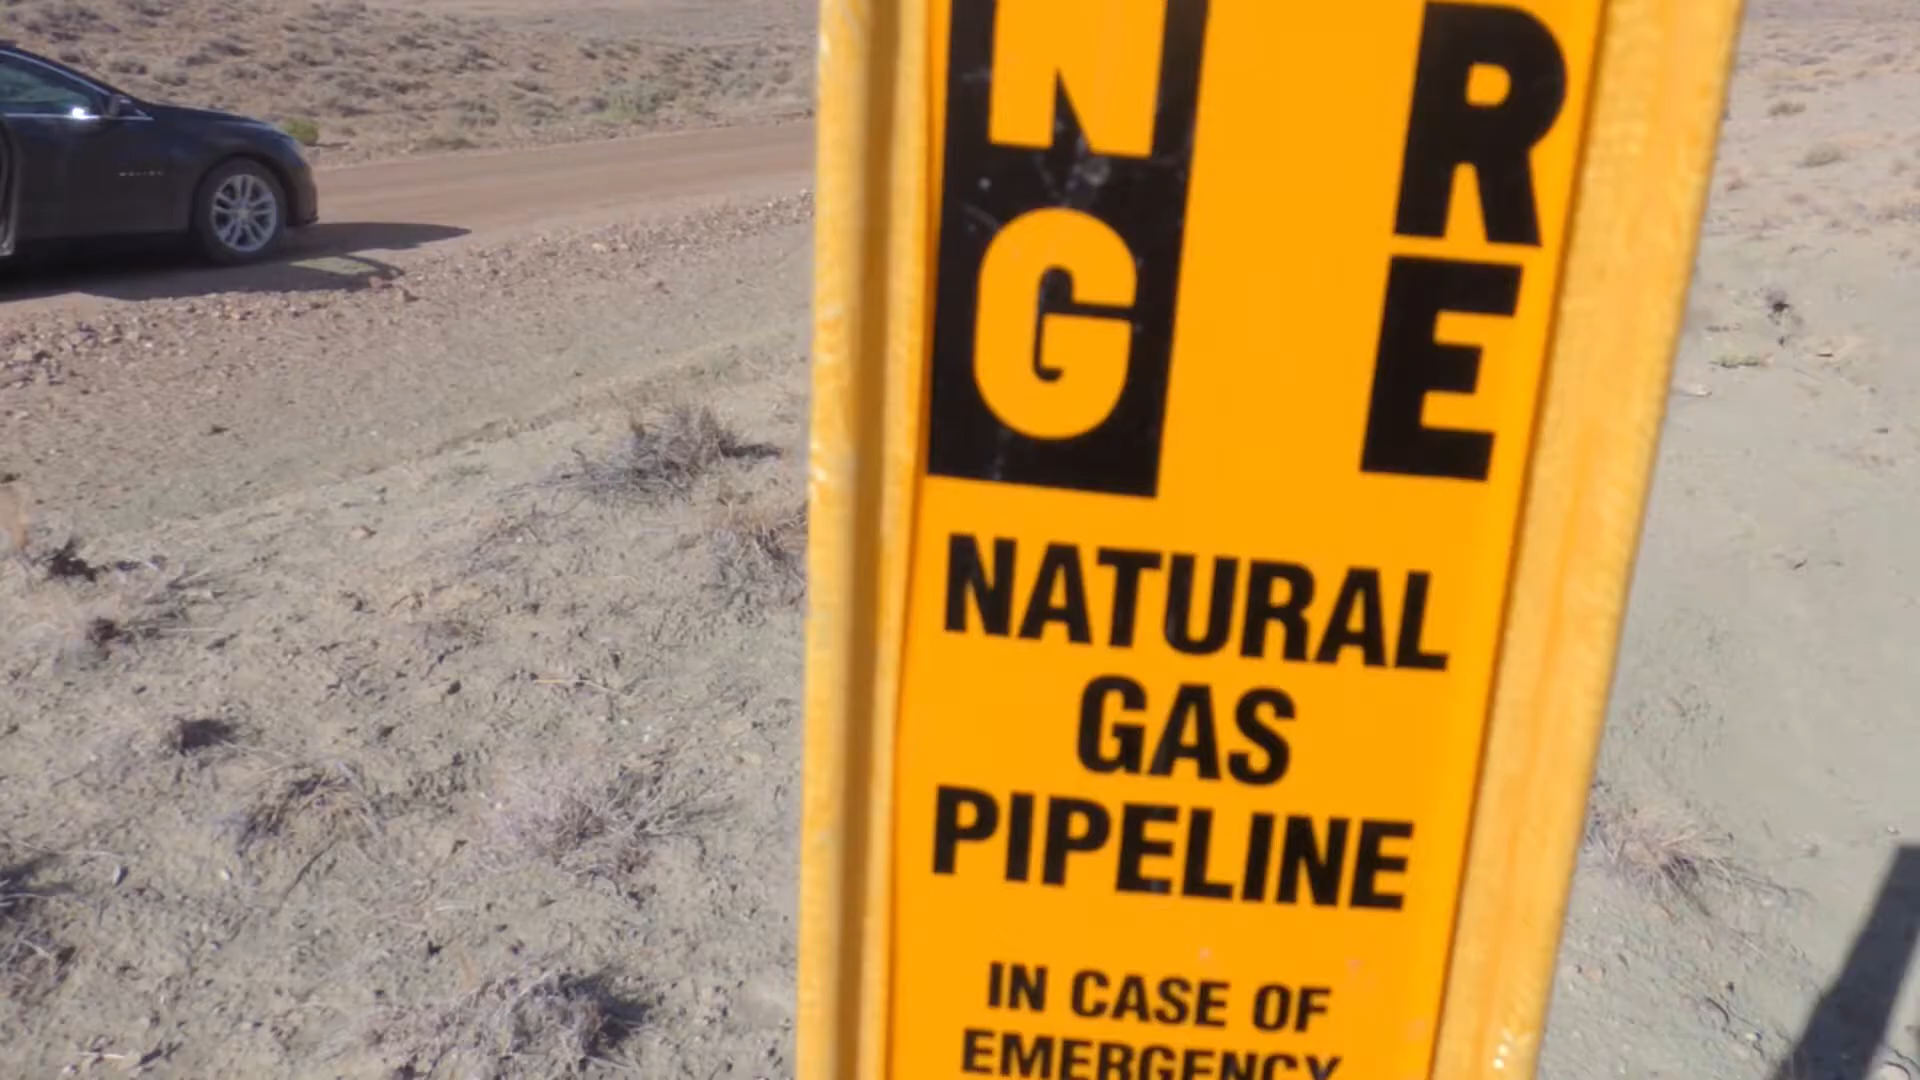 N R
G E
NATURAL
GAS
PIPELINE
IN CASE OF
EMERGENCY